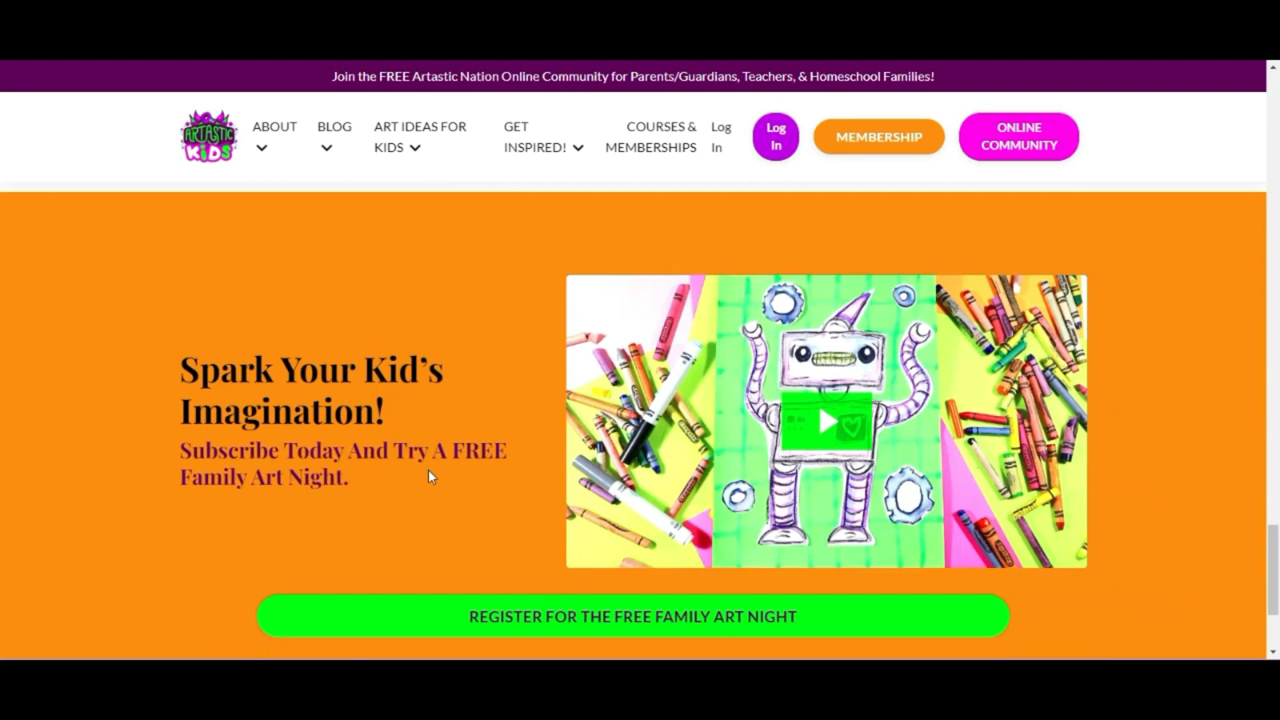 Join the FREE Artastic Nation Online Community for Parents/Guardians, Teachers, & Homeschool Families!
ARTASTIC
KIDS
ABOUT
BLOG
ART IDEAS FOR
KIDS
GET
INSPIRED!
COURSES &
MEMBERSHIPS
Log
In
Log
In
MEMBERSHIP
ONLINE
COMMUNITY
Spark Your Kid's
Imagination!
Subscribe Today And Try A FREE
Family Art Night.
REGISTER FOR THE FREE FAMILY ART NIGHT